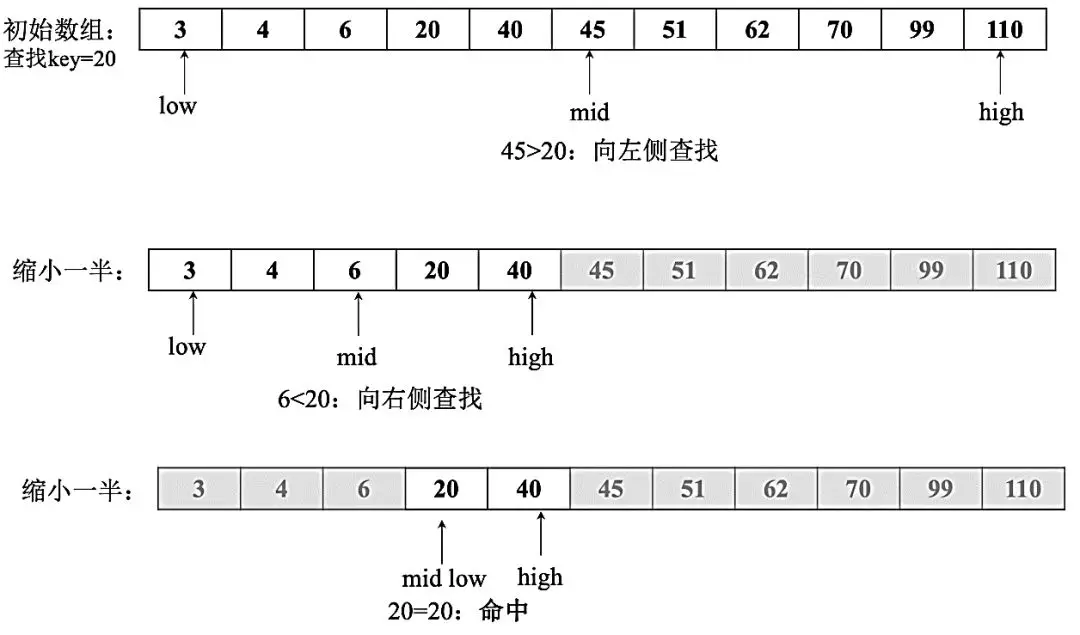 初始数组: 3 4 6 20 40 45 51 62 70 99 110
查找key=20
low mid high
45>20: 向左侧查找
缩小一半: 3 4 6 20 40 45 51 62 70 99 110
low mid high
6<20: 向右侧查找
缩小一半: 3 4 6 20 40 45 51 62 70 99 110
mid low high
20=20: 命中